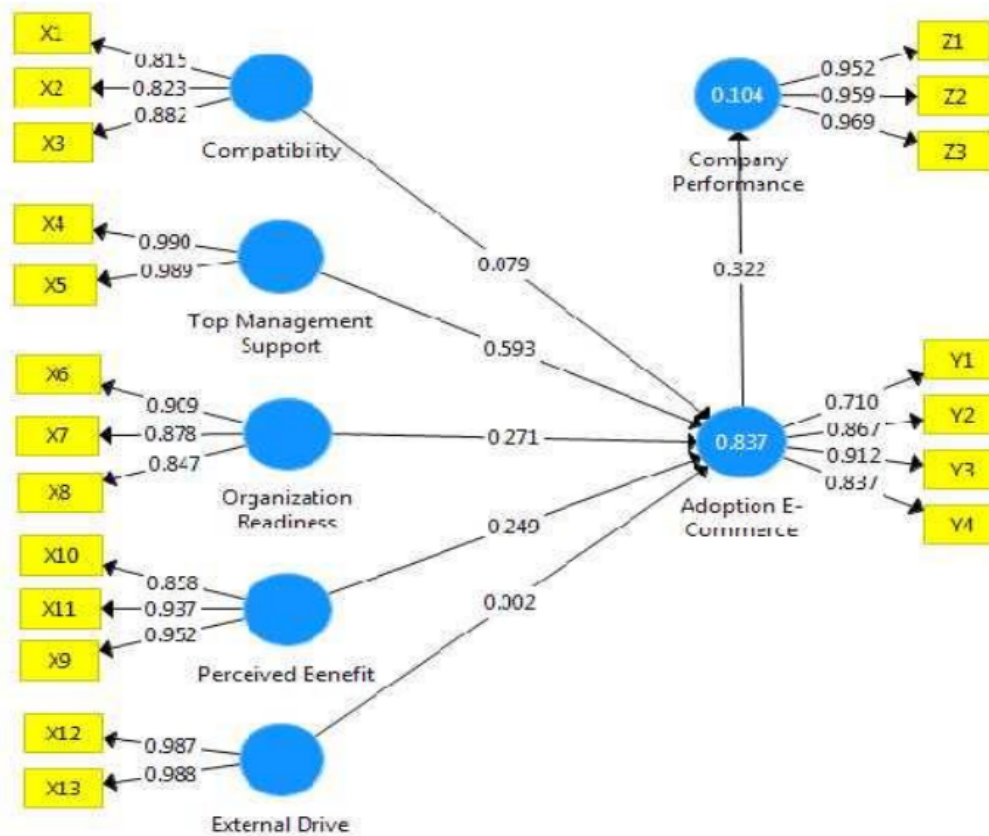 X1
0.815
X2
0.823
X3
0.882
Compatibility
X4
0.990
X5
0.989
Top Management
Support
X6
0.909
X7
0.878
X8
0.847
Organization
Readiness
X10
X11
0.937
X9
0.952
Perceived Benefit
X12
0.987
X13
0.988
External Drive
0.079
0.593
0.271
0.249
0.002
0.104
Company
Performance
0.952
Z1
0.959
Z2
0.969
Z3
0.322
0.837
Adoption E-
Commerce
0.710
Y1
0.867
Y2
0.912
Y3
0.837
Y4